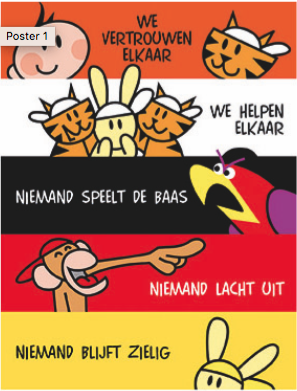 WE
VERTROUWEN
ELKAAR
Poster 1
WE HELPEN
ELKAAR
NIEMAND SPEELT DE BAAS
NIEMAND LACHT UIT
NIEMAND BLIJFT ZIELIG